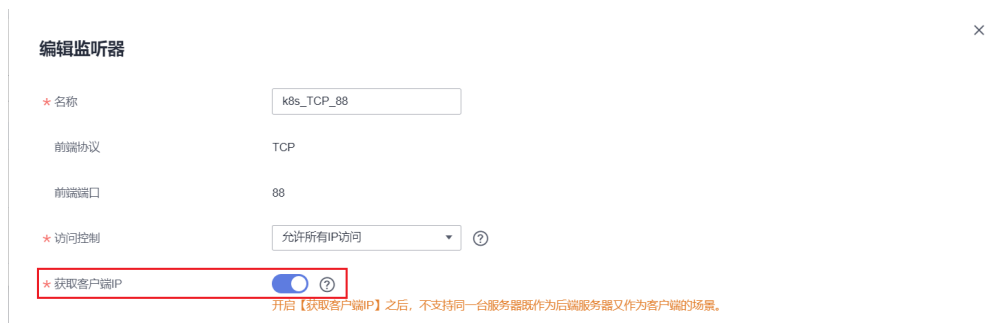 编辑监听器
* 名称 k8s_TCP_88
前端协议 TCP
前端端口 88
* 访问控制 允许所有IP访问
* 获取客户端IP
开启【获取客户端IP】之后，不支持同一台服务器既作为后端服务器又作为客户端的场景。